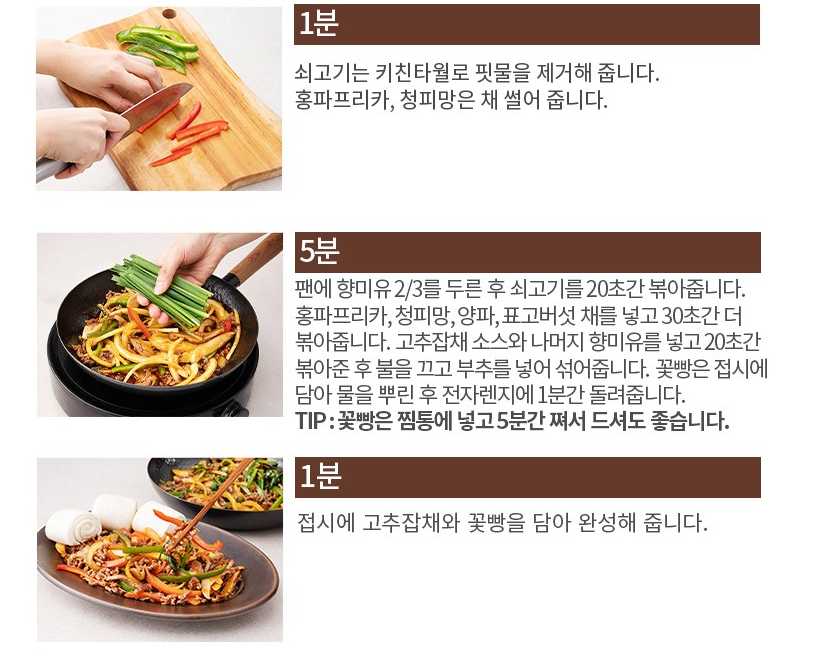 1분
쇠고기는 키친타월로 핏물을 제거해 줍니다.
홍파프리카, 청피망은 채 썰어 줍니다.
5분
팬에 향미유 2/3를 두른 후 쇠고기를 20초간 볶아줍니다.
홍파프리카, 청피망, 양파, 표고버섯 채를 넣고 30초간 더
볶아줍니다. 고추잡채 소스와 나머지 향미유를 넣고 20초간
볶아준 후 불을 끄고 부추를 넣어 섞어줍니다. 꽃빵은 접시에
담아 물을 뿌린 후 전자렌지에 1분간 돌려줍니다.
TIP : 꽃빵은 찜통에 넣고 5분간 쪄서 드셔도 좋습니다.
1분
접시에 고추잡채와 꽃빵을 담아 완성해 줍니다.